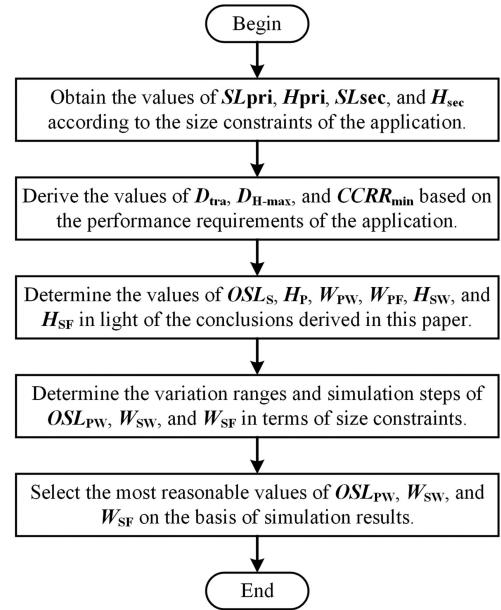 Begin
Obtain the values of SLpri, Hpri, SLsec, and Hsec
according to the size constraints of the application.
Derive the values of Dtra, DH-max, and CCRRmin based on
the performance requirements of the application.
Determine the values of OSLS, HP, WPW, WPF, HSW, and
HSF in light of the conclusions derived in this paper.
Determine the variation ranges and simulation steps of
OSLPW, WSW, and WSF in terms of size constraints.
Select the most reasonable values of OSLPW, WSW, and
WSF on the basis of simulation results.
End